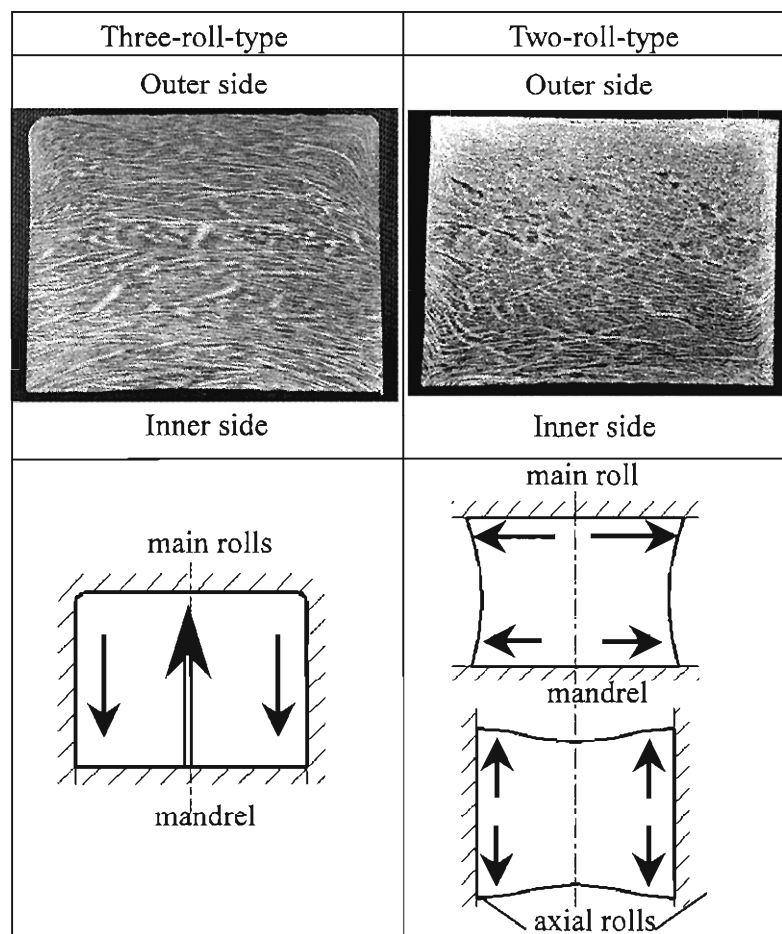 Three-roll-type
Two-roll-type
Outer side
Outer side
Inner side
Inner side
main rolls
mandrel
main roll
mandrel
axial rolls